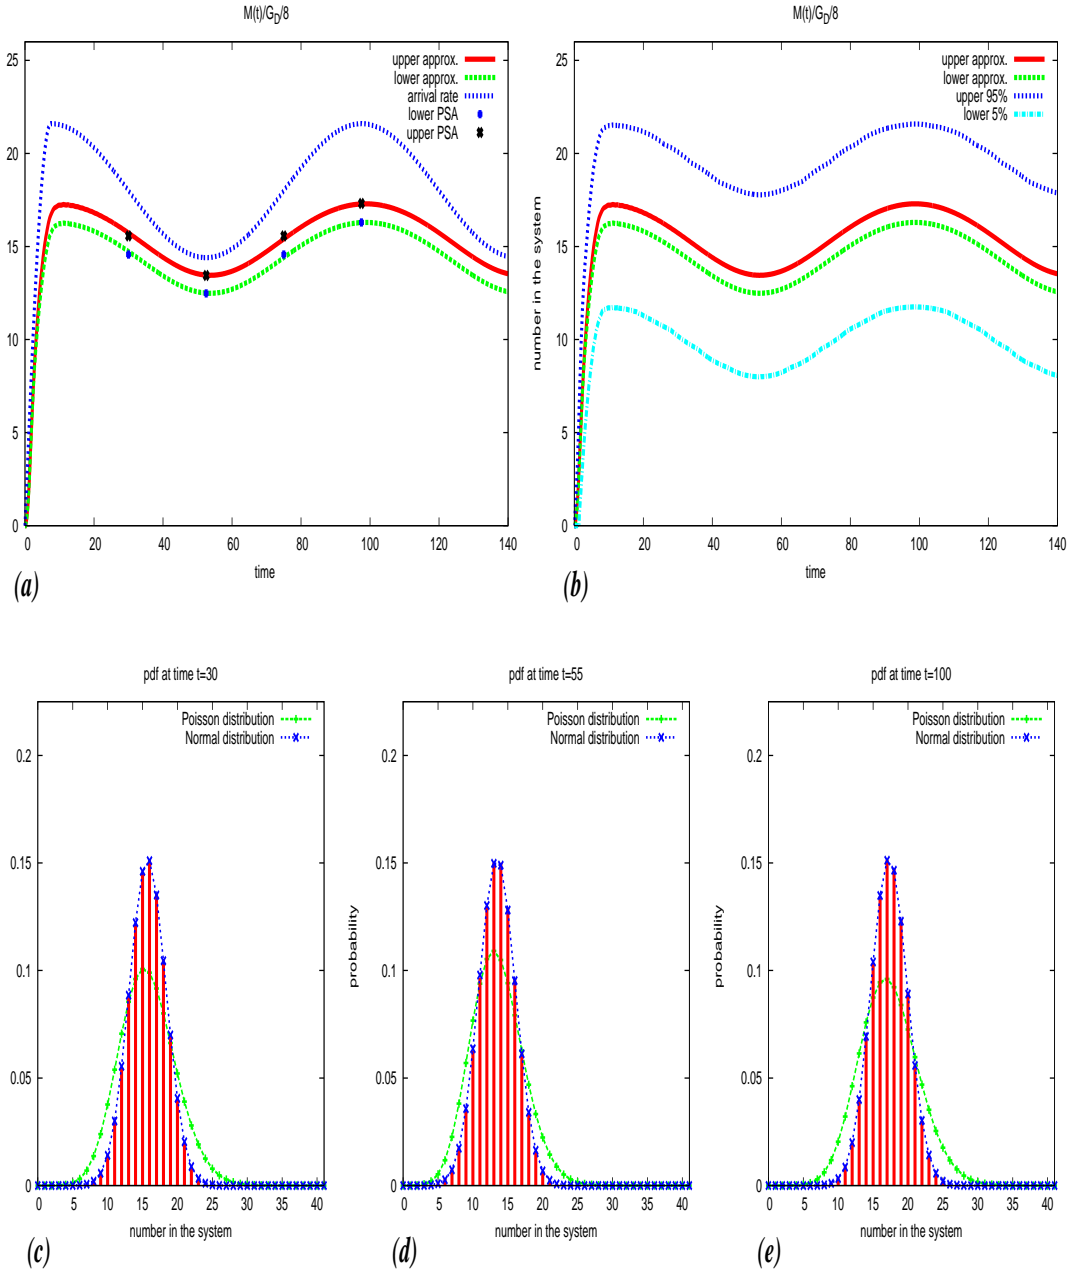 M(t)/G_D/8
25
20
15
10
5
0
0 20 40 60 80 100 120 140
time
upper approx.
lower approx.
arrival rate
lower PSA
upper PSA
(a)
M(t)/G_D/8
number in the system
25
20
15
10
5
0
0 20 40 60 80 100 120 140
time
upper approx.
lower approx.
upper 95%
lower 5%
(b)
pdf at time t=30
Poisson distribution
Normal distribution
0.2
0.15
0.1
0.05
0
0 5 10 15 20 25 30 35 40
number in the system
(c)
pdf at time t=55
Poisson distribution
Normal distribution
probability
0.2
0.15
0.1
0.05
0
0 5 10 15 20 25 30 35 40
number in the system
(d)
pdf at time t=100
Poisson distribution
Normal distribution
probability
0.2
0.15
0.1
0.05
0
0 5 10 15 20 25 30 35 40
number in the system
(e)